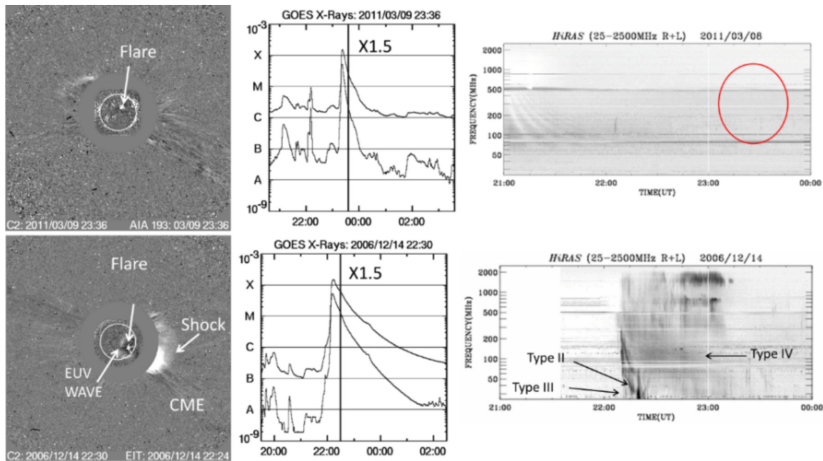 Flare
C2: 2011/03/09 23:36
AIA 193: 03/09 23:36
GOES X-Rays: 2011/03/09 23:36
X1.5
X
M
C
B
A
10-9
22:00
00:00
02:00
HiRAS (25-2500MHz R+L) 2011/03/08
FREQUENCY(MHz)
2000
1000
500
100
50
21:00
22:00
23:00
00:00
TIME(UT)
Flare
Shock
EUV
WAVE
CME
C2: 2006/12/14 22:30
EIT: 2006/12/14 22:24
GOES X-Rays: 2006/12/14 22:30
10-3
X1.5
X
M
C
B
A
10-9
20:00
22:00
00:00
02:00
HiRAS (25-2500MHz R+L) 2006/12/14
FREQUENCY(MHz)
2000
1000
500
100
50
Type II
Type III
Type IV
21:00
22:00
23:00
00:00
TIME(UT)